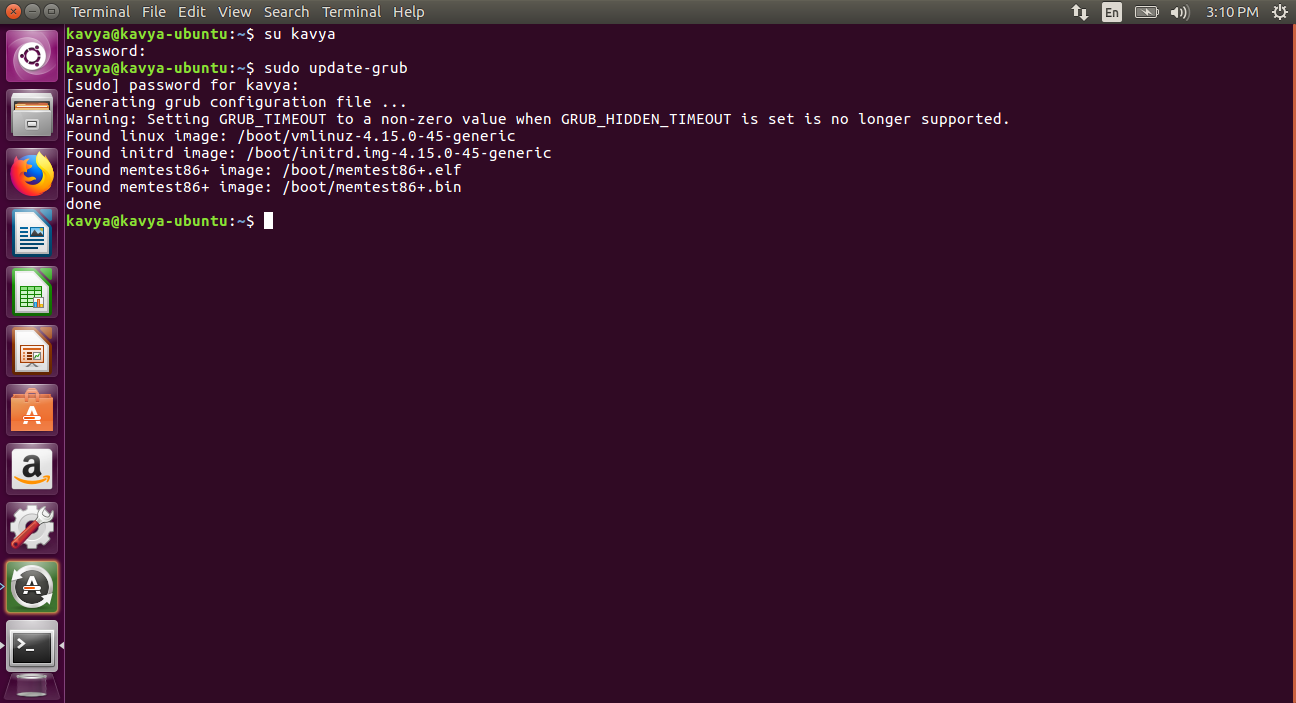 Terminal File Edit View Search Terminal Help En 3:10 PM
kavya@kavya-ubuntu:~$ su kavya
Password:
kavya@kavya-ubuntu:~$ sudo update-grub
[sudo] password for kavya:
Generating grub configuration file ...
Warning: Setting GRUB_TIMEOUT to a non-zero value when GRUB_HIDDEN_TIMEOUT is set is no longer supported.
Found linux image: /boot/vmlinuz-4.15.0-45-generic
Found initrd image: /boot/initrd.img-4.15.0-45-generic
Found memtest86+ image: /boot/memtest86+.elf
Found memtest86+ image: /boot/memtest86+.bin
done
kavya@kavya-ubuntu:~$